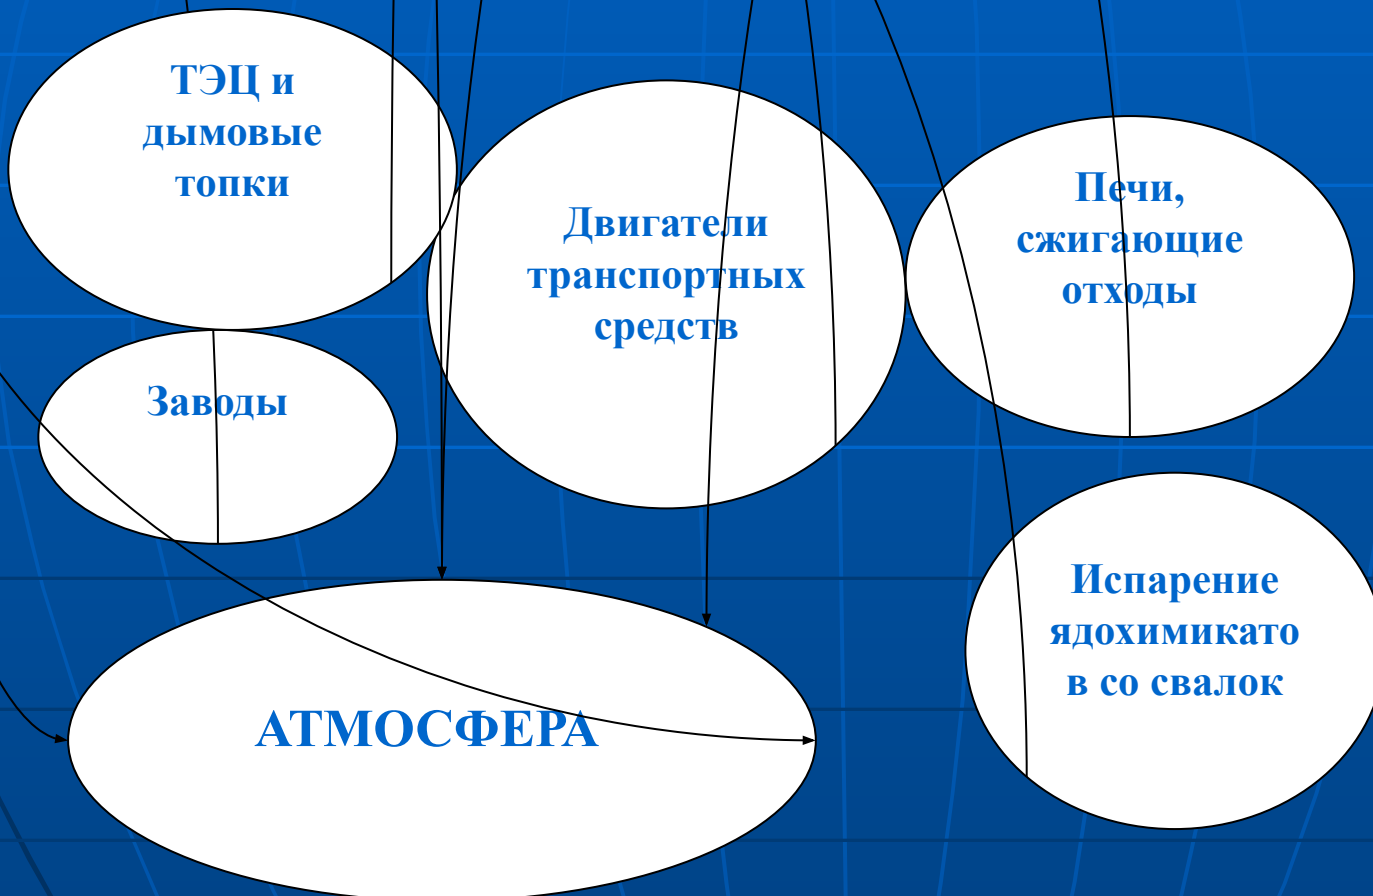 ТЭЦ и
дымовые
топки
Двигатели
транспортных
средств
Печи,
сжигающие
отходы
Заводы
Испарение
ядохимикато
в со свалок
АТМОСФЕРА